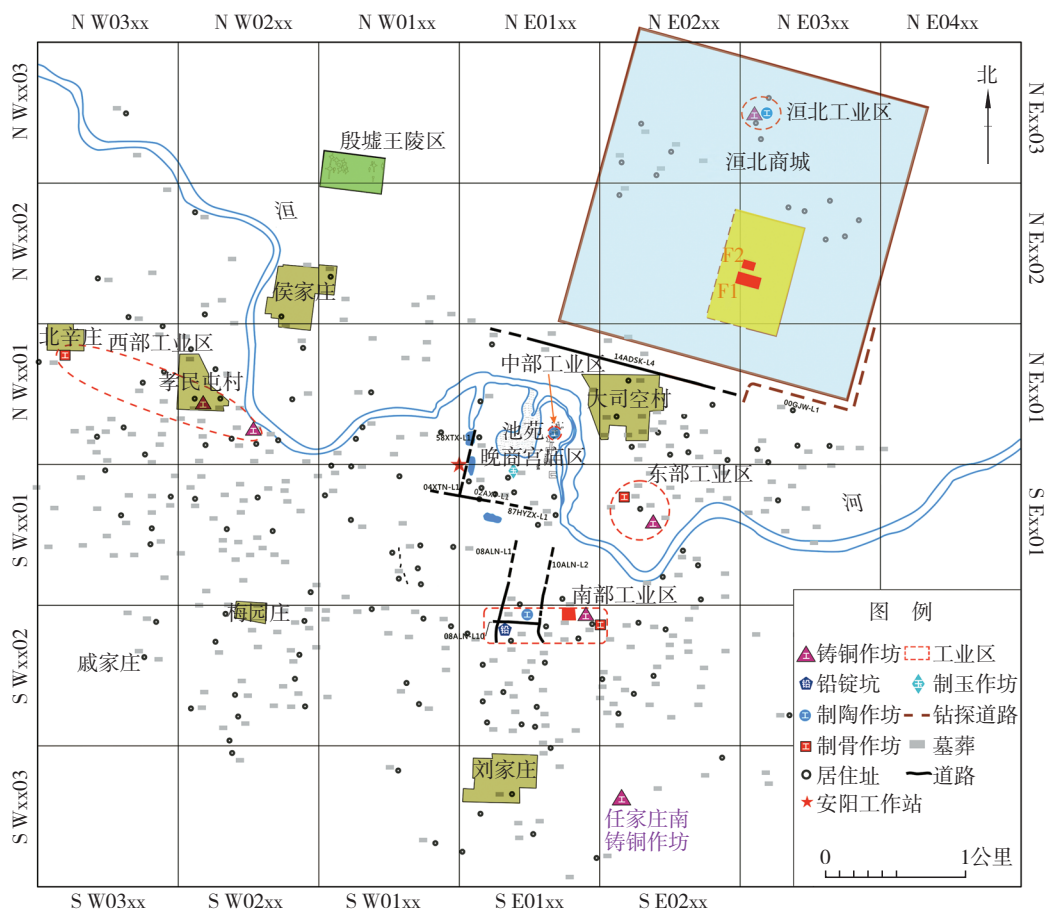 N W03xx
N W02xx
N W01xx
N E01xx
N E02xx
N E03xx
N E04xx
N Wxx03
N Wxx02
N Wxx01
S Wxx01
S Wxx02
S Wxx03
N Exx03
N Exx02
N Exx01
S Exx01
北
洹北工业区
洹北商城
殷墟王陵区
洹
侯家庄
F2
F1
北辛庄
西部工业区
孝民屯村
14ADSK-L4
中部工业区
大司空村
00GJW-L1
池苑
58XTX-L1
晚商宫庙区
东部工业区
04XTN-L1
87HYZX-L1
河
08ALN-L1
10ALN-L2
南部工业区
08ALN-L10
铅
梅园庄
戚家庄
刘家庄
任家庄南
铸铜作坊
图 例
工 铸铜作坊 工业区
铅 铅锭坑 玉 制玉作坊
工 制陶作坊 钻探道路
工 制骨作坊 墓葬
居住址 道路
安阳工作站
0 1公里
S W03xx
S W02xx
S W01xx
S E01xx
S E02xx